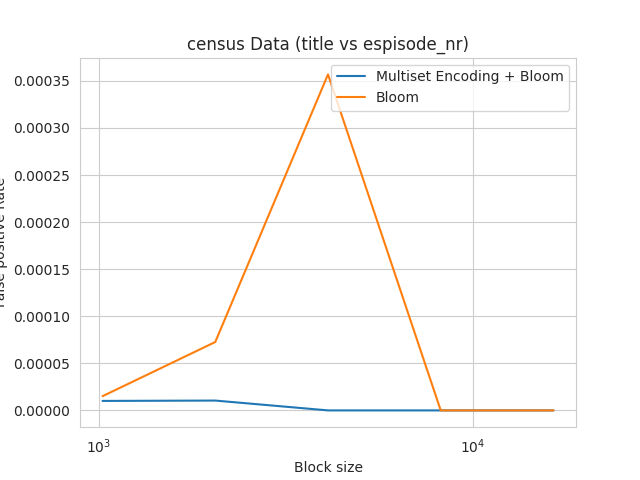 census Data (title vs espisode_nr)
Multiset Encoding + Bloom
Bloom
0.00035
0.00030
0.00025
0.00020
0.00015
0.00010
0.00005
0.00000
False positive Rate
10³
10⁴
Block size